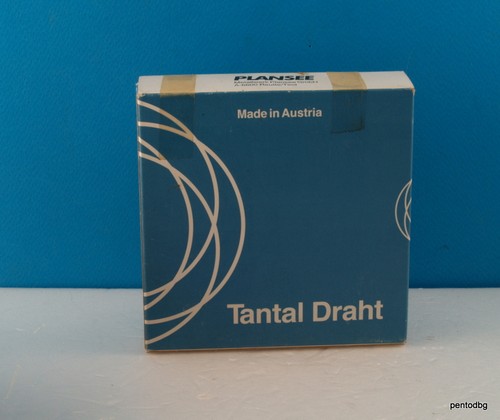 PLANSEE
Made in Austria
Tantal Draht
pentodbg